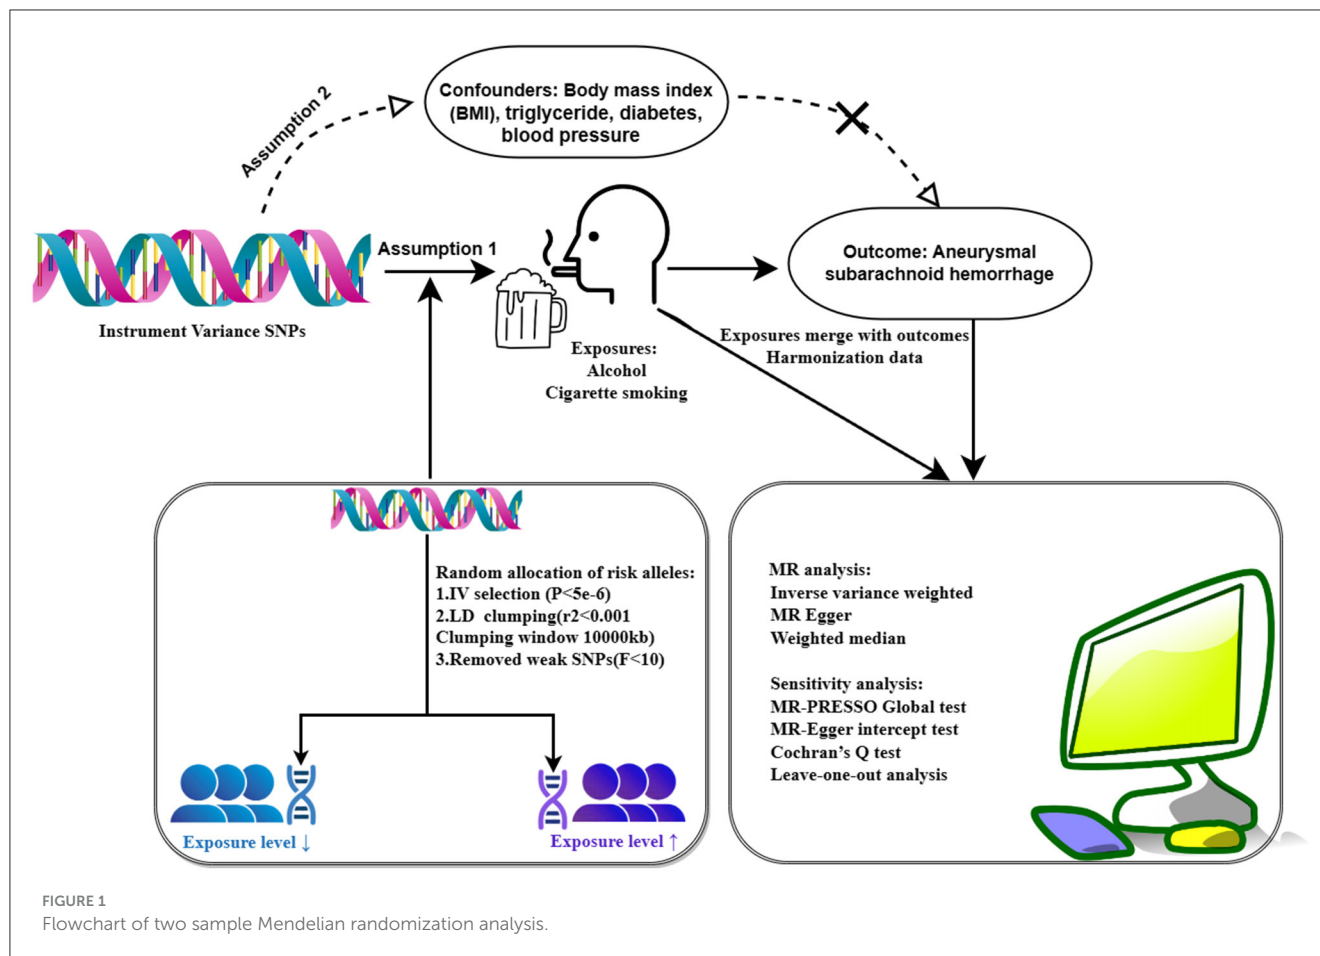 Assumption 2
Confounders: Body mass index
(BMI), triglyceride, diabetes,
blood pressure
Assumption 1
Outcome: Aneurysmal
subarachnoid hemorrhage
Instrument Variance SNPs
Exposures:
Alcohol
Cigarette smoking
Exposures merge with outcomes
Harmonization data
Random allocation of risk alleles:
1.IV selection (P<5e-6)
2.LD clumping(r2<0.001
Clumping window 10000kb)
3.Removed weak SNPs(F<10)
Exposure level ↓
Exposure level ↑
MR analysis:
Inverse variance weighted
MR Egger
Weighted median
Sensitivity analysis:
MR-PRESSO Global test
MR-Egger intercept test
Cochran’s Q test
Leave-one-out analysis
FIGURE 1
Flowchart of two sample Mendelian randomization analysis.